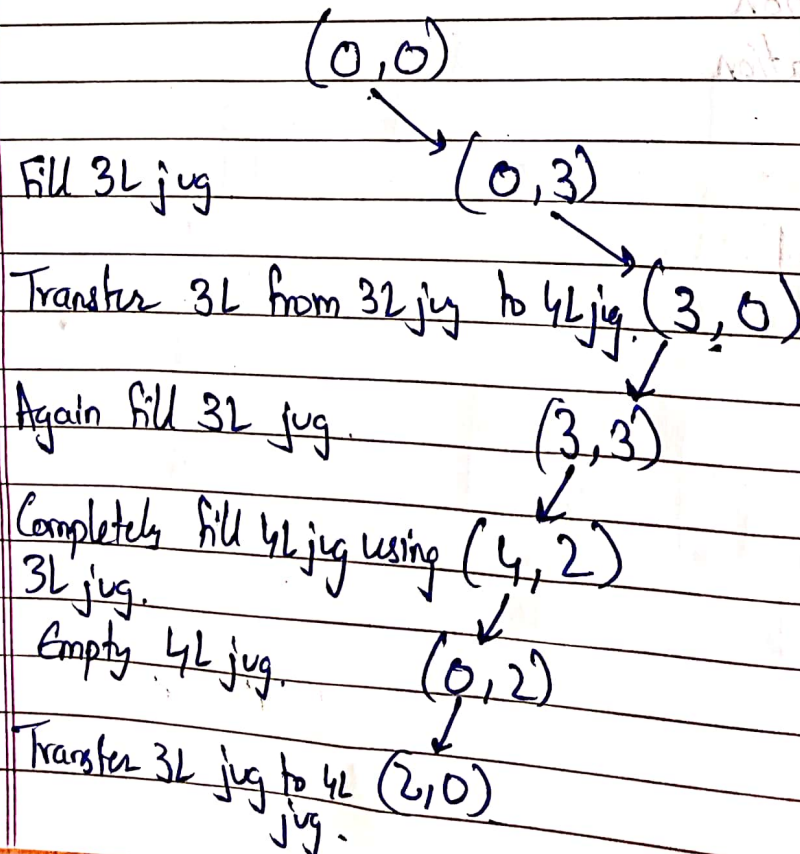 (0,0)
Fill 3L jug (0,3)
Transfer 3L from 3L jug to 4L jug. (3,0)
Again fill 3L jug. (3,3)
Completely fill 4L jug using (4,2)
3L jug.
Empty 4L jug. (0,2)
Transfer 3L jug to 4L (2,0)
jug.